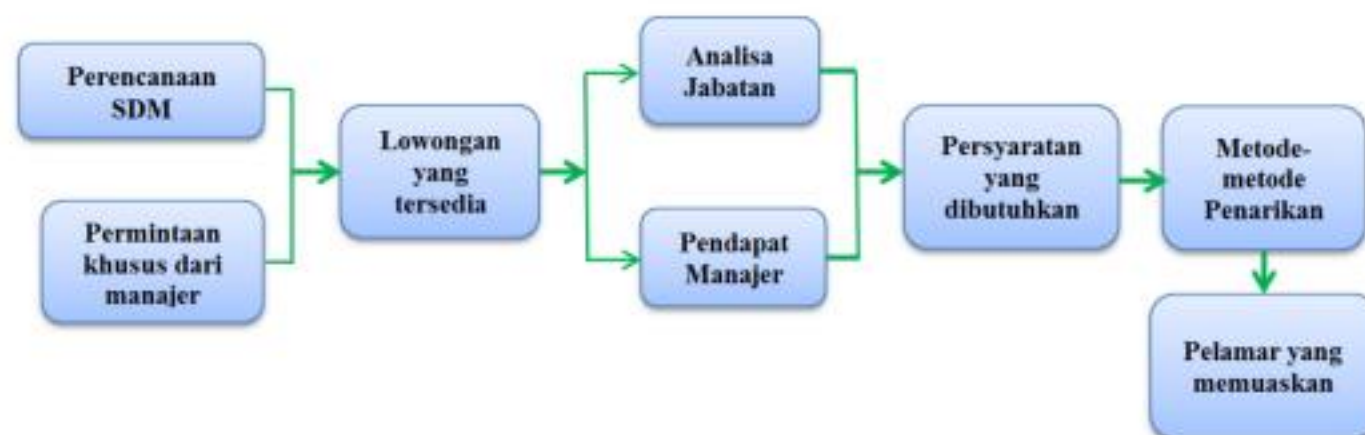 Perencanaan
SDM
Permintaan
khusus dari
manajer
Lowongan
yang
tersedia
Analisa
Jabatan
Pendapat
Manajer
Persyaratan
yang
dibutuhkan
Metode-
metode
Penarikan
Pelamar yang
memuaskan